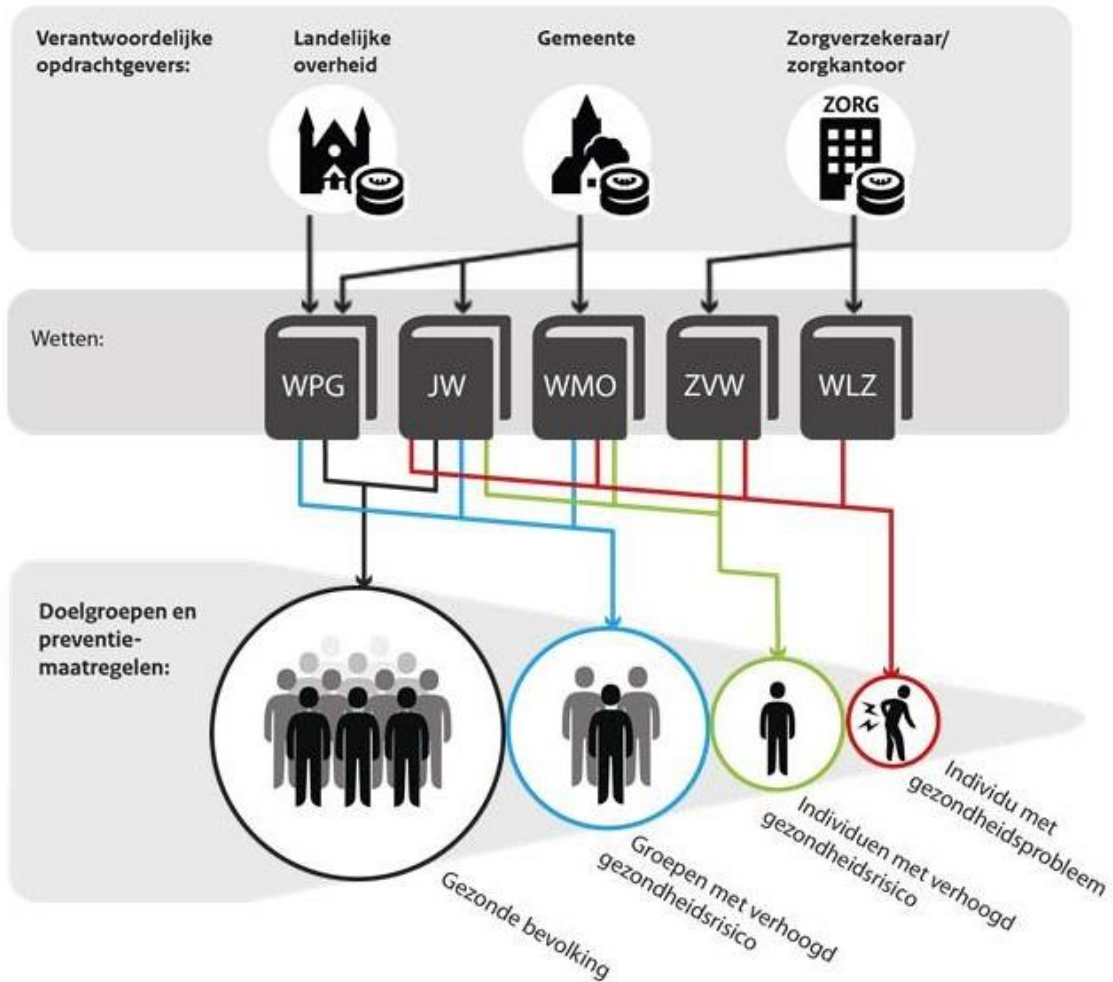 Verantwoordelijke
opdrachtgevers:
Landelijke
overheid
Gemeente
Zorgverzekeraar/
zorgkantoor
ZORG
Wetten:
WPG
JW
WMO
ZVW
WLZ
Doelgroepen en
preventie-
maatregelen:
Gezonde bevolking
Groepen met verhoogd
gezondheidsrisico
Individuen met verhoogd
gezondheidsrisico
Individu met
gezondheidsprobleem